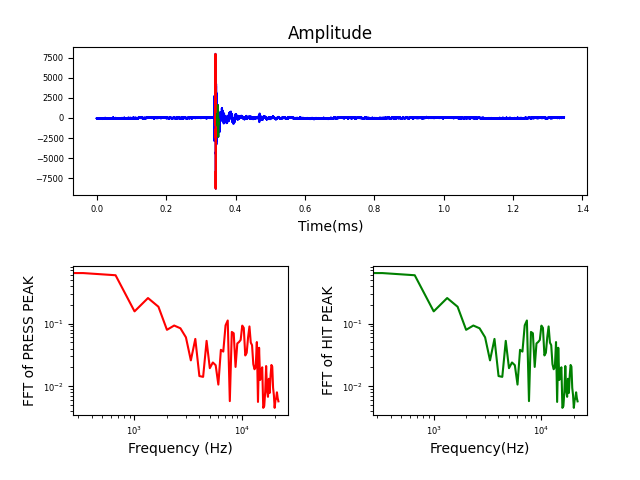 Amplitude
7500
5000
2500
0
−2500
−5000
−7500
0.0 0.2 0.4 0.6 0.8 1.0 1.2 1.4
Time(ms)
FFT of PRESS PEAK
10⁻¹
10⁻²
10³ 10⁴
Frequency (Hz)
FFT of HIT PEAK
10⁻¹
10⁻²
10³ 10⁴
Frequency(Hz)